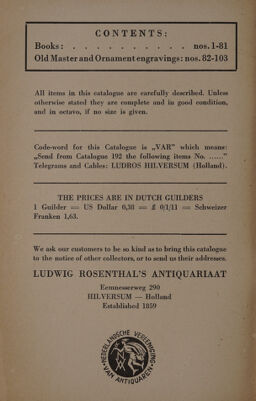 CONTENTS:
Books: . . . . . . . . . . nos. 1-81
Old Master and Ornament engravings: nos. 82-103
All items in this catalogue are carefully described. Unless
otherwise stated they are complete and in good condition,
and in octavo, if no size is given.
Code-word for this Catalogue is „VAR” which means:
„Send from Catalogue 192 the following items No. ......”
Telegrams and Cables: LUDROS HILVERSUM (Holland).
THE PRICES ARE IN DUTCH GUILDERS
1 Guilder = US Dollar 0,38 = £ 0/1/11 = Schweizer
Franken 1,63.
We ask our customers to be so kind as to bring this catalogue
to the notice of other collectors, or to send us their addresses.
LUDWIG ROSENTHAL'S ANTIQUARIAAT
Eemnesserweg 290
HILVERSUM — Holland
Established 1859
NEDERLANDSCHE VEREENIGING
VAN ANTIQUAREN